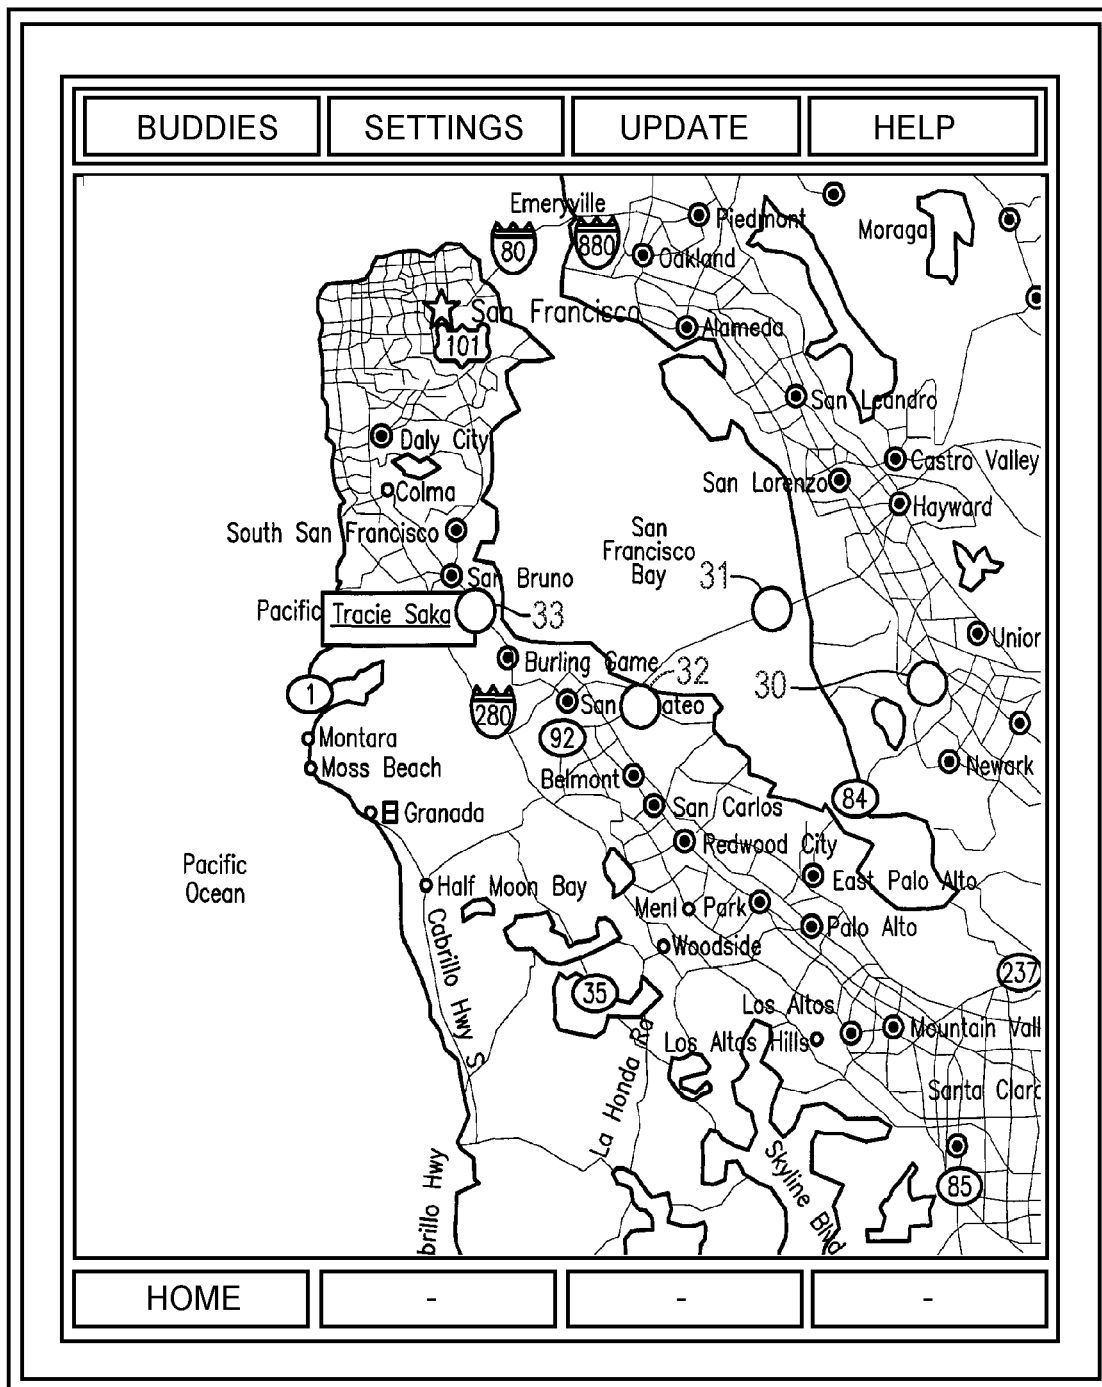 BUDDIES
SETTINGS
UPDATE
HELP
Emeryville
Piedmont
Moraga
80
880
Oakland
San Francisco
Alameda
101
San Leandro
Daly City
Castro Valley
San Lorenzo
Colma
Hayward
South San Francisco
San
Francisco
Bay
San Bruno
31
Pacific
Tracie Saka
33
Union
Burling Game
32
30
1
280
San ateo
92
Montara
Moss Beach
Newark
Belmont
84
San Carlos
Granada
Redwood City
Pacific
Ocean
East Palo Alto
Half Moon Bay
Menl Park
Palo Alto
Woodside
Cabrillo Hwy S
237
35
Los Altos
Mountain Vall
Los Altas Hills
La Honda Rd
Santa Clarc
Skyline Blvd
85
brillo Hwy
HOME
-
-
-